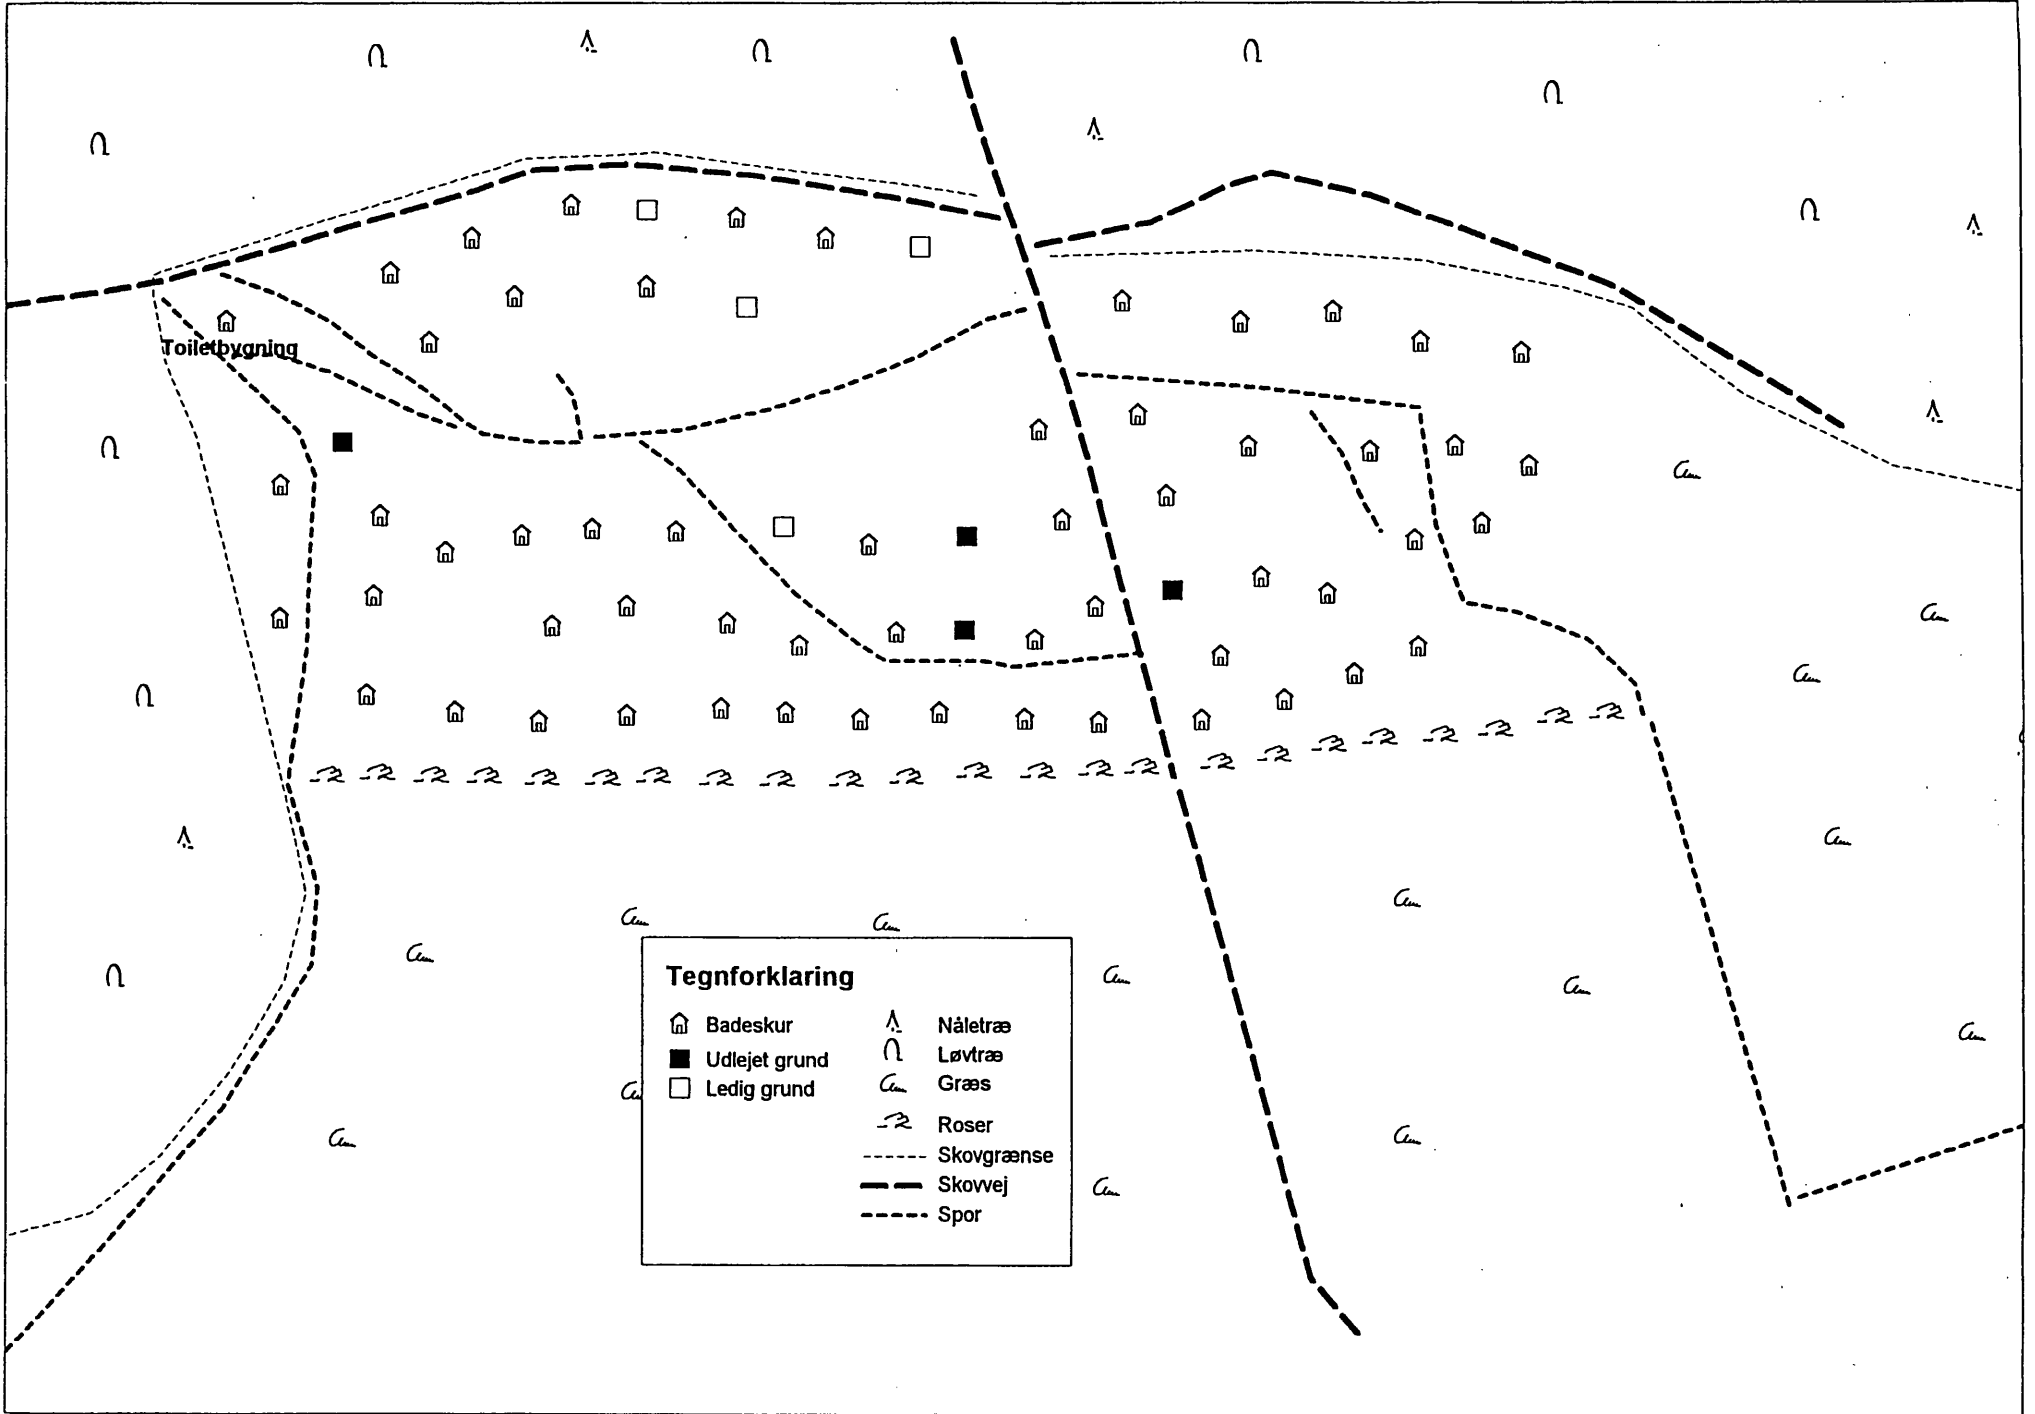 Toiletbygning
Tegnforklaring
Badeskur
Udlejet grund
Ledig grund
Nåletræ
Løvtræ
Græs
Roser
Skovgrænse
Skovvej
Spor